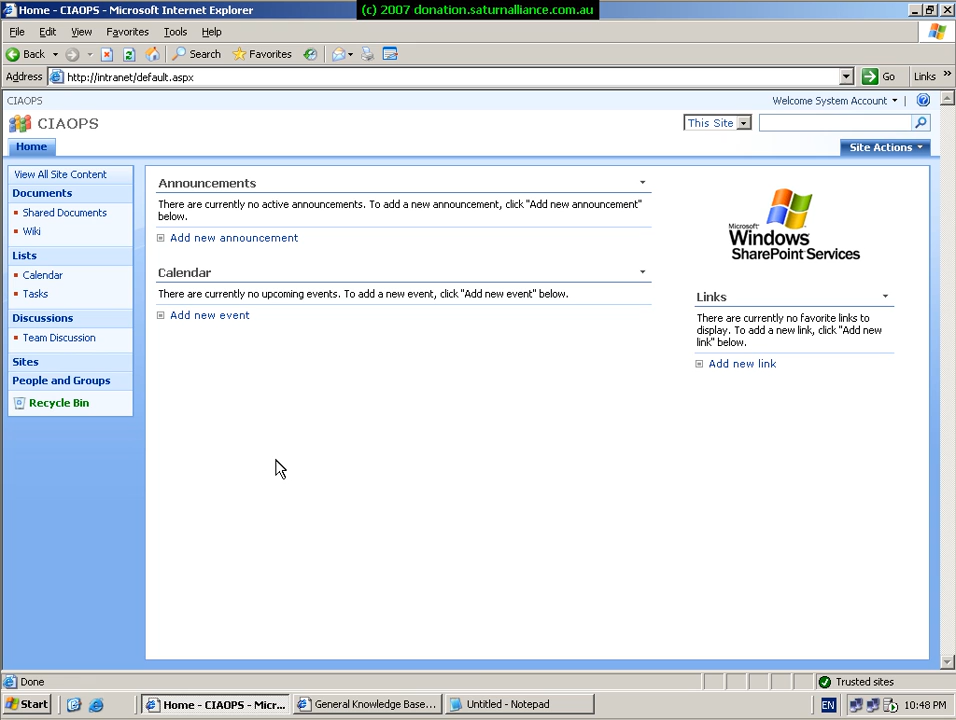 Home - CIAOPS - Microsoft Internet Explorer
(c) 2007 donation.saturnalliance.com.au
File Edit View Favorites Tools Help
Back Search Favorites
Address http://intranet/default.aspx Go Links »
CIAOPS Welcome System Account
CIAOPS This Site
Home Site Actions
View All Site Content
Documents
Shared Documents
Wiki
Lists
Calendar
Tasks
Discussions
Team Discussion
Sites
People and Groups
Recycle Bin
Announcements
There are currently no active announcements. To add a new announcement, click "Add new announcement"
below.
Add new announcement
Calendar
There are currently no upcoming events. To add a new event, click "Add new event" below.
Add new event
Microsoft
Windows
SharePoint Services
Links
There are currently no favorite links to
display. To add a new link, click "Add new
link" below.
Add new link
Done Trusted sites
Start Home - CIAOPS - Micr... General Knowledge Base... Untitled - Notepad EN 10:48 PM